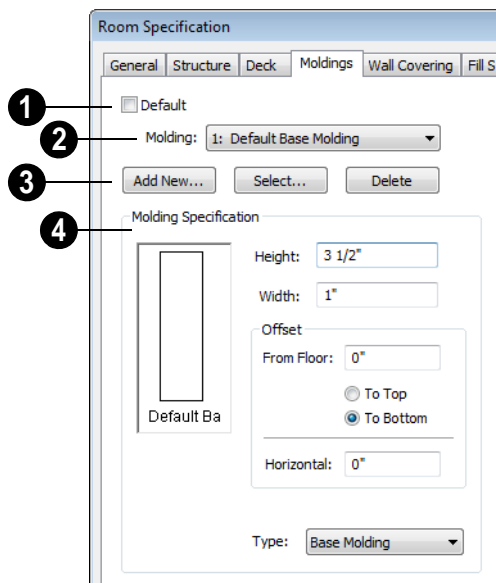 Room Specification
General Structure Deck Moldings Wall Covering Fill S
1 Default
2 Molding: 1: Default Base Molding
3 Add New... Select... Delete
4 Molding Specification
Height: 3 1/2"
Width: 1"
Offset
From Floor: 0"
To Top
Default Ba To Bottom
Horizontal: 0"
Type: Base Molding